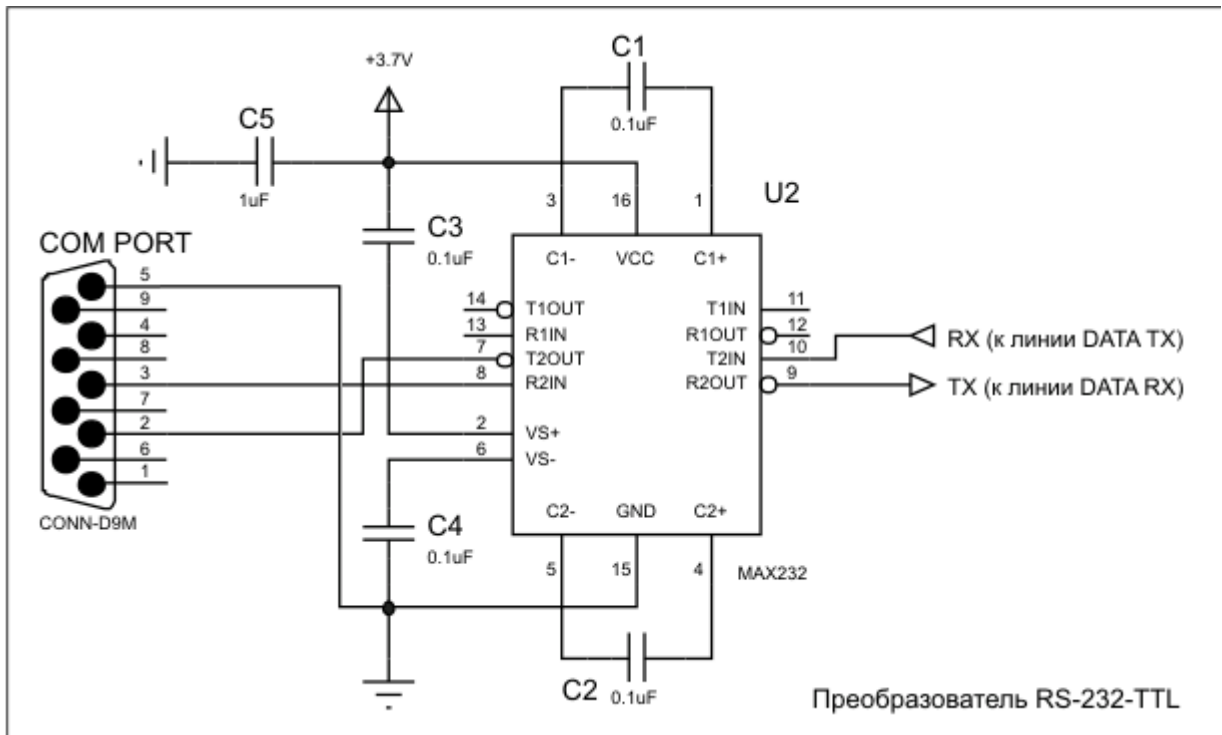 C1
+3.7V
0.1uF
C5
1uF
3 16 1
U2
C3
0.1uF
COM PORT
5
9
4
8
3
7
2
6
1
CONN-D9M
C1- VCC C1+
14 T1OUT T1IN 11
13 R1IN R1OUT 12
7 T2OUT T2IN 10
8 R2IN R2OUT 9
2 VS+
6 VS-
C2- GND C2+
RX (к линии DATA TX)
TX (к линии DATA RX)
C4
0.1uF
5 15 4
MAX232
C2
0.1uF
Преобразователь RS-232-TTL